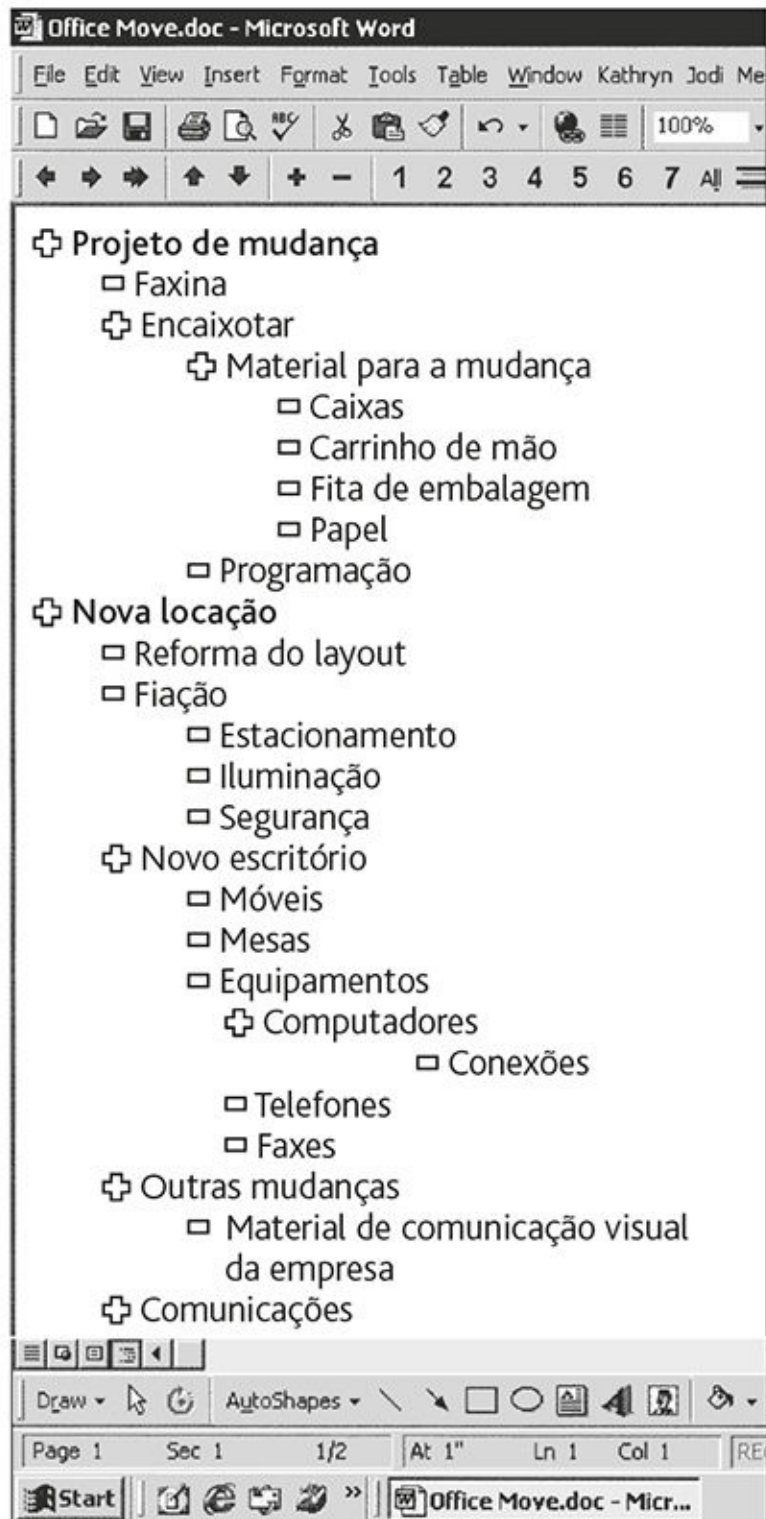 Office Move.doc - Microsoft Word
File Edit View Insert Format Tools Table Window Kathryn Jodi Me
ABC 100%
1 2 3 4 5 6 7 All
Projeto de mudança
Faxina
Encaixotar
Material para a mudança
Caixas
Carrinho de mão
Fita de embalagem
Papel
Programação
Nova locação
Reforma do layout
Fiação
Estacionamento
Iluminação
Segurança
Novo escritório
Móveis
Mesas
Equipamentos
Computadores
Conexões
Telefones
Faxes
Outras mudanças
Material de comunicação visual
da empresa
Comunicações
Draw AutoShapes
Page 1 Sec 1 1/2 At 1" Ln 1 Col 1 REC
Start » Office Move.doc - Micr...